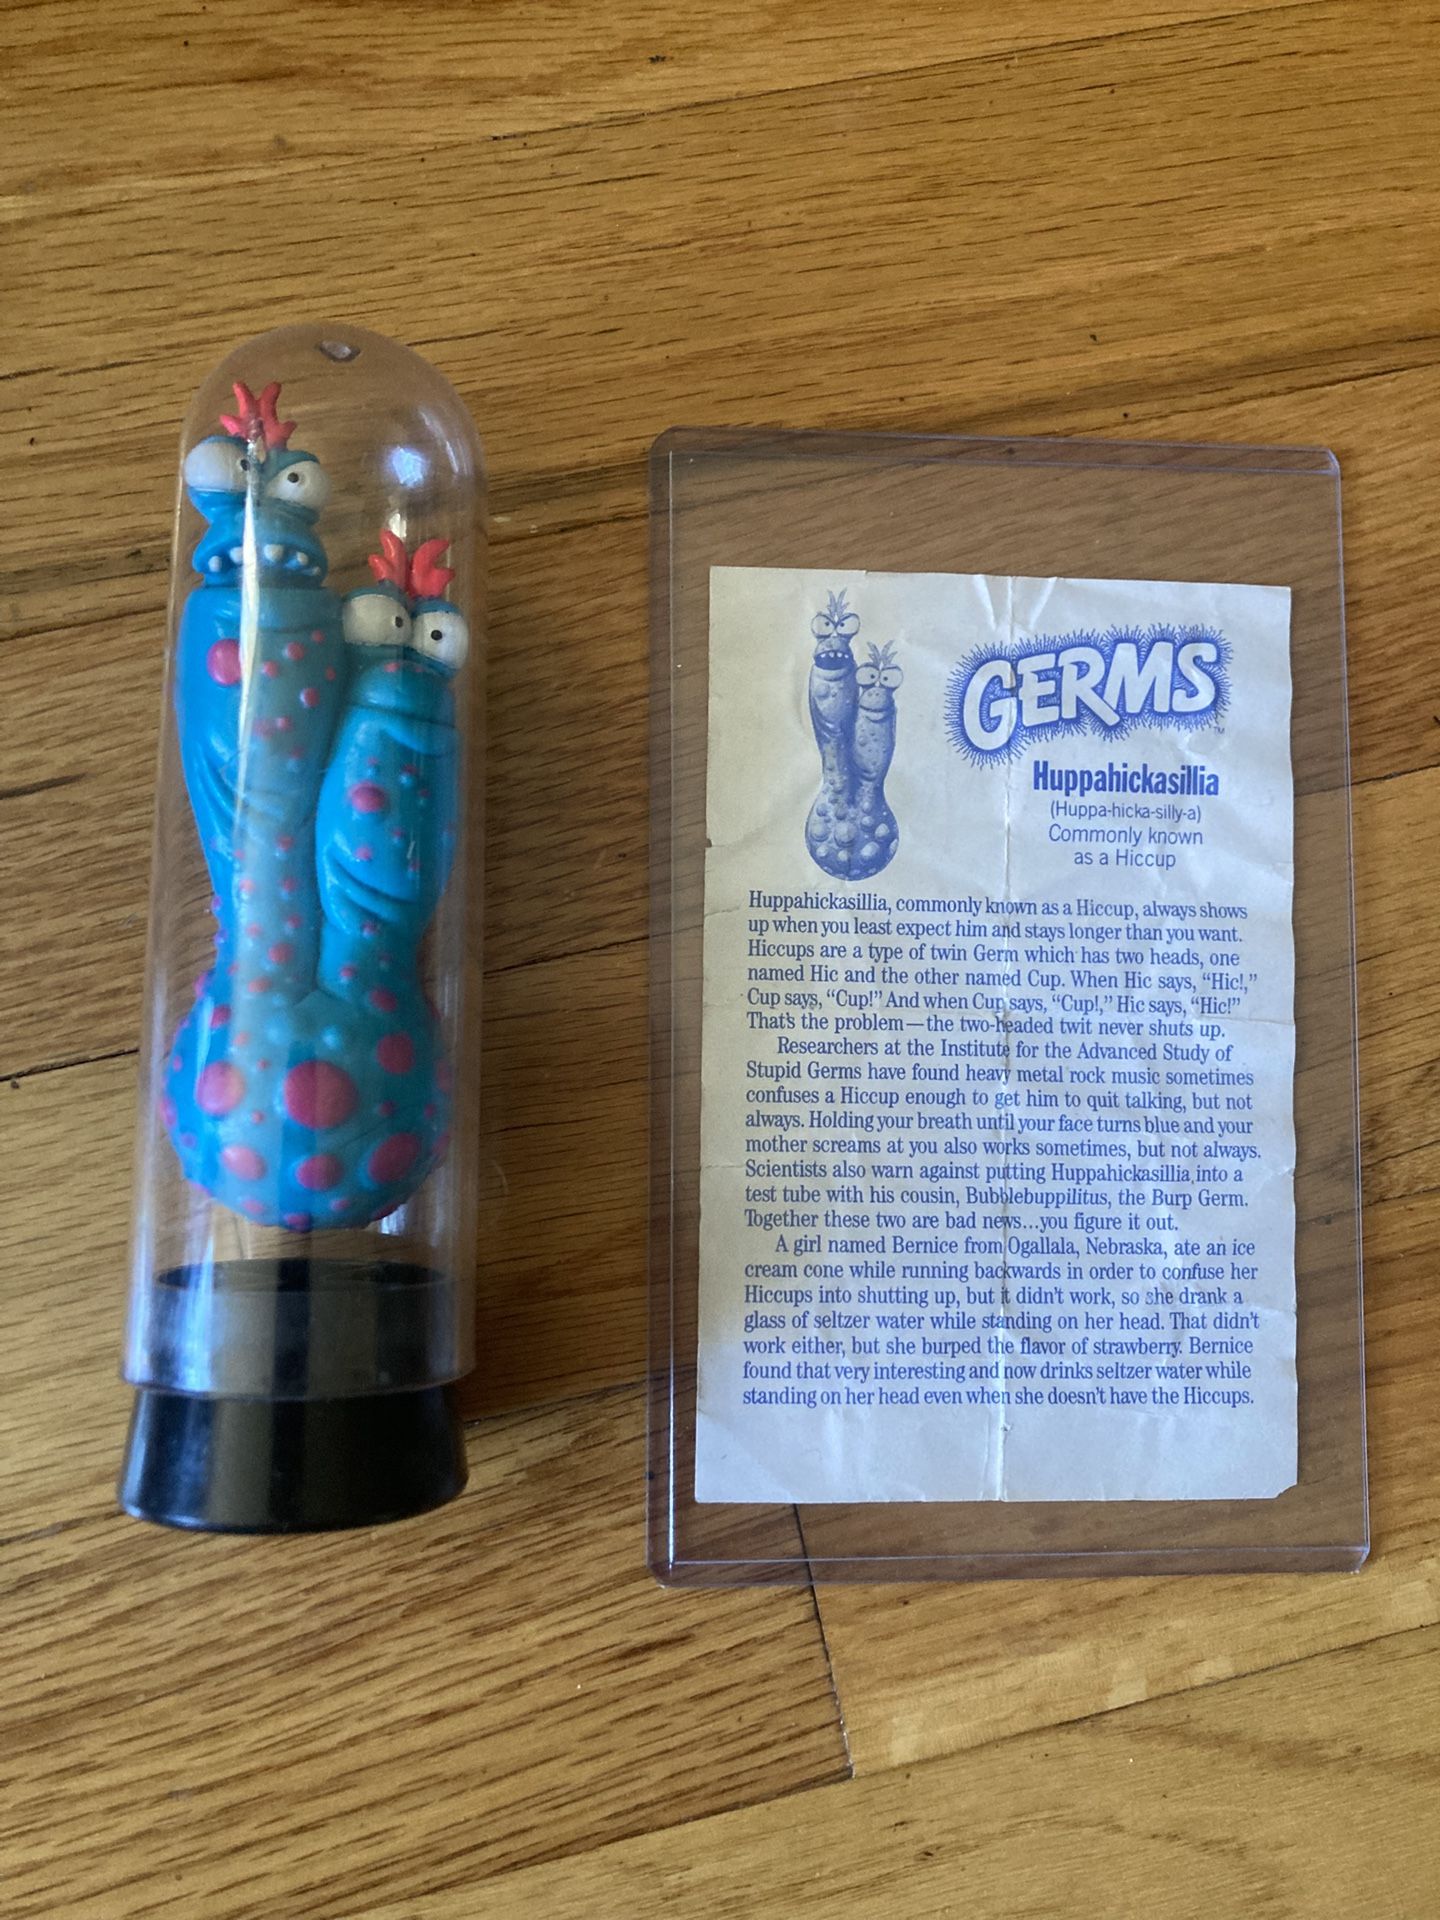 GERMS™
Huppahickasillia
(Huppa-hicka-silly-a)
Commonly known
as a Hiccup
Huppahickasillia, commonly known as a Hiccup, always shows
up when you least expect him and stays longer than you want.
Hiccups are a type of twin Germ which has two heads, one
named Hic and the other named Cup. When Hic says, “Hic!,”
Cup says, “Cup!” And when Cup says, “Cup!,” Hic says, “Hic!”
That's the problem—the two-headed twit never shuts up.
Researchers at the Institute for the Advanced Study of
Stupid Germs have found heavy metal rock music sometimes
confuses a Hiccup enough to get him to quit talking, but not
always. Holding your breath until your face turns blue and your
mother screams at you also works sometimes, but not always.
Scientists also warn against putting Huppahickasillia into a
test tube with his cousin, Bubblebuppilitus, the Burp Germ.
Together these two are bad news...you figure it out.
A girl named Bernice from Ogallala, Nebraska, ate an ice
cream cone while running backwards in order to confuse her
Hiccups into shutting up, but it didn't work, so she drank a
glass of seltzer water while standing on her head. That didn't
work either, but she burped the flavor of strawberry. Bernice
found that very interesting and now drinks seltzer water while
standing on her head even when she doesn't have the Hiccups.